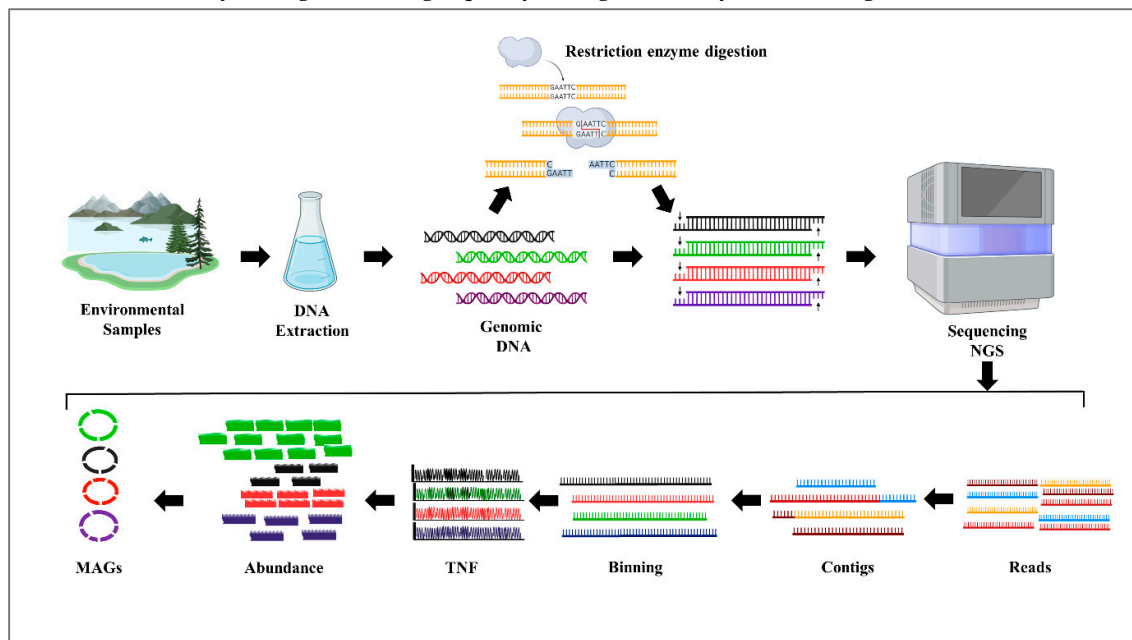 Restriction enzyme digestion
GAATTC
GAATTC
G AATTC
GAATT C
C
GAATT
AATTC
C
Environmental
Samples
DNA
Extraction
Genomic
DNA
Sequencing
NGS
MAGs
Abundance
TNF
Binning
Contigs
Reads